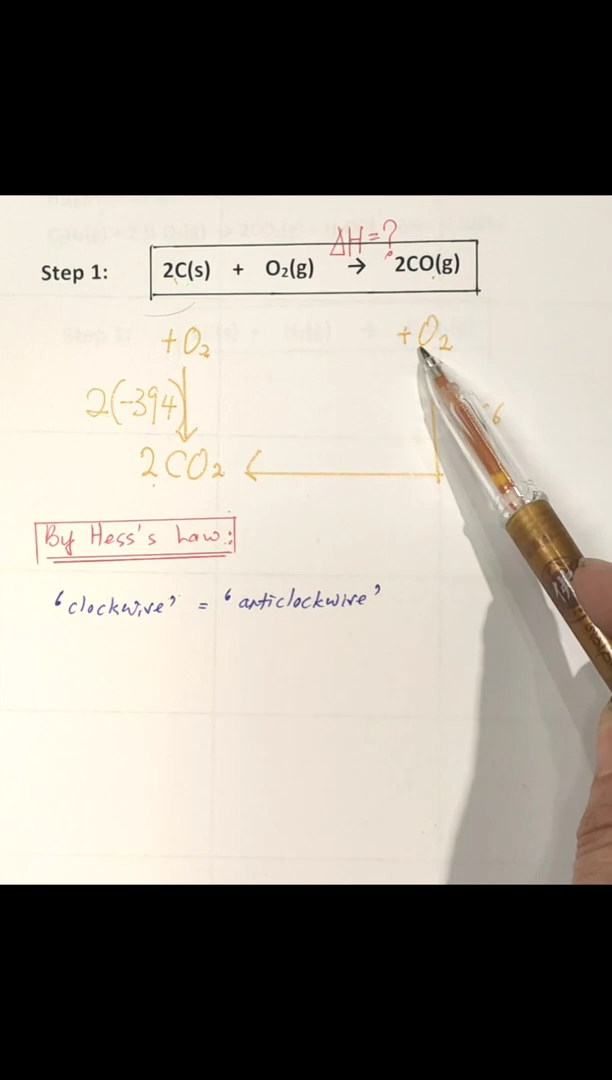 ΔH=?
Step 1: 2C(s) + O₂(g) → 2CO(g)
+O₂ +O₂
2(-394)
2CO₂
By Hess's Law:
'clockwise' = 'anticlockwise'